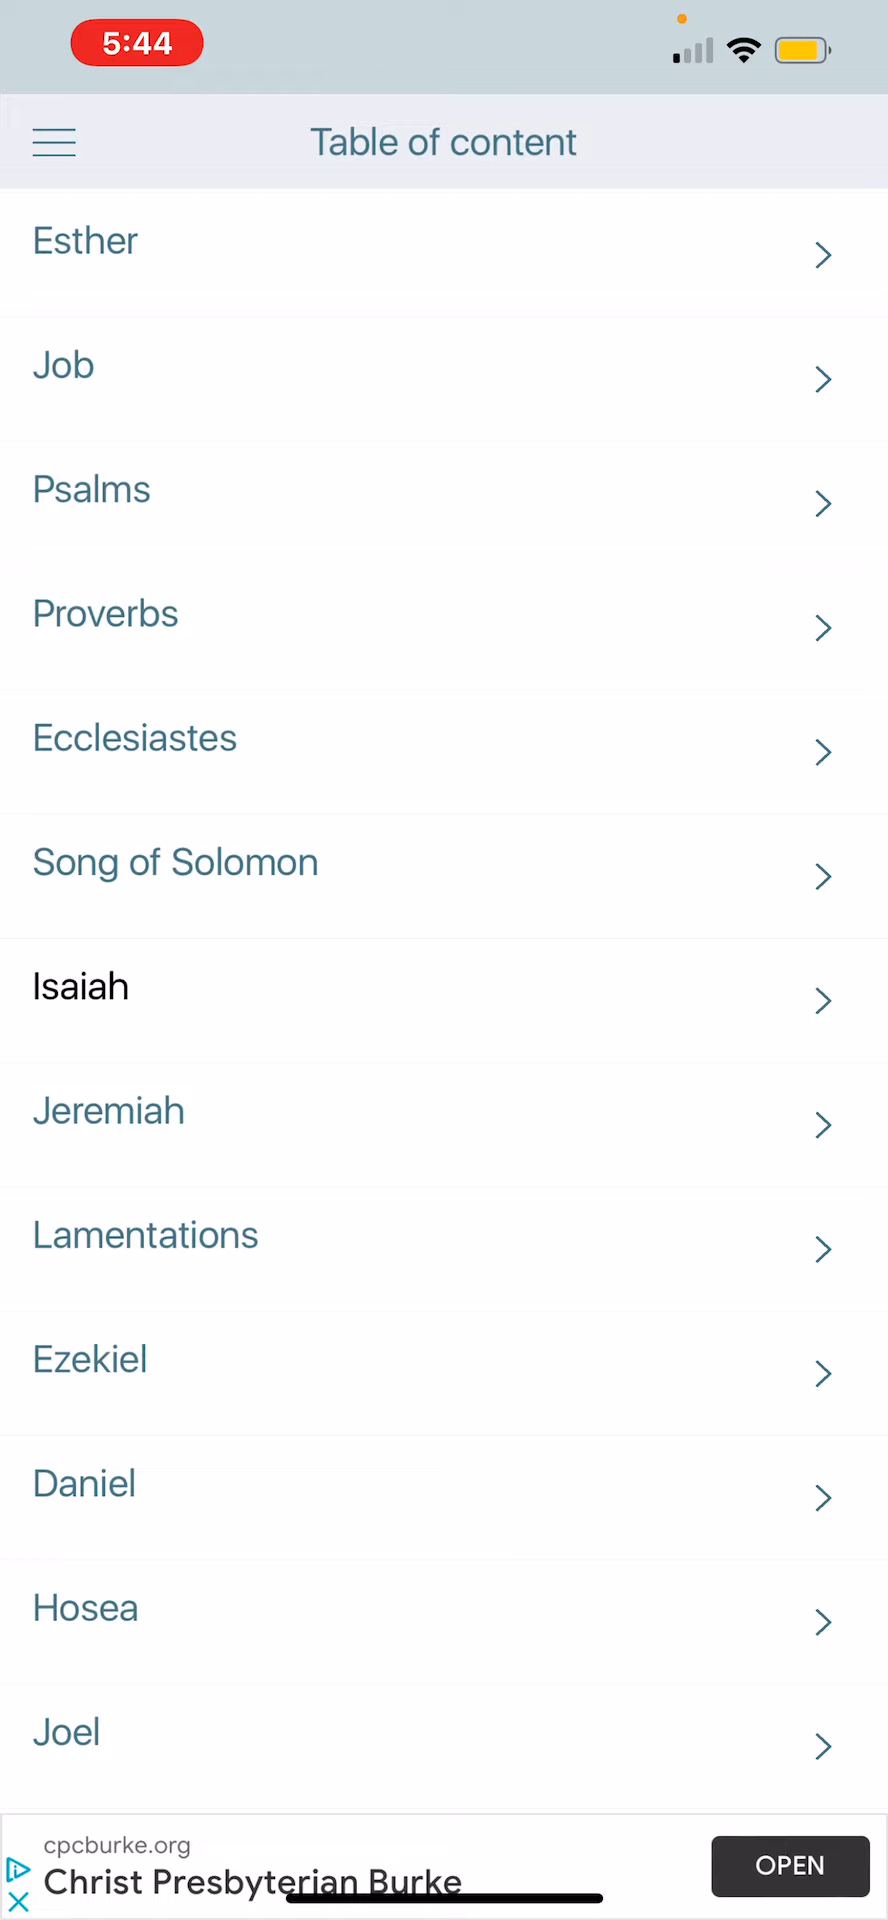 5:44
Table of content
Esther
Job
Psalms
Proverbs
Ecclesiastes
Song of Solomon
Isaiah
Jeremiah
Lamentations
Ezekiel
Daniel
Hosea
Joel
cpcburke.org
Christ Presbyterian Burke
OPEN